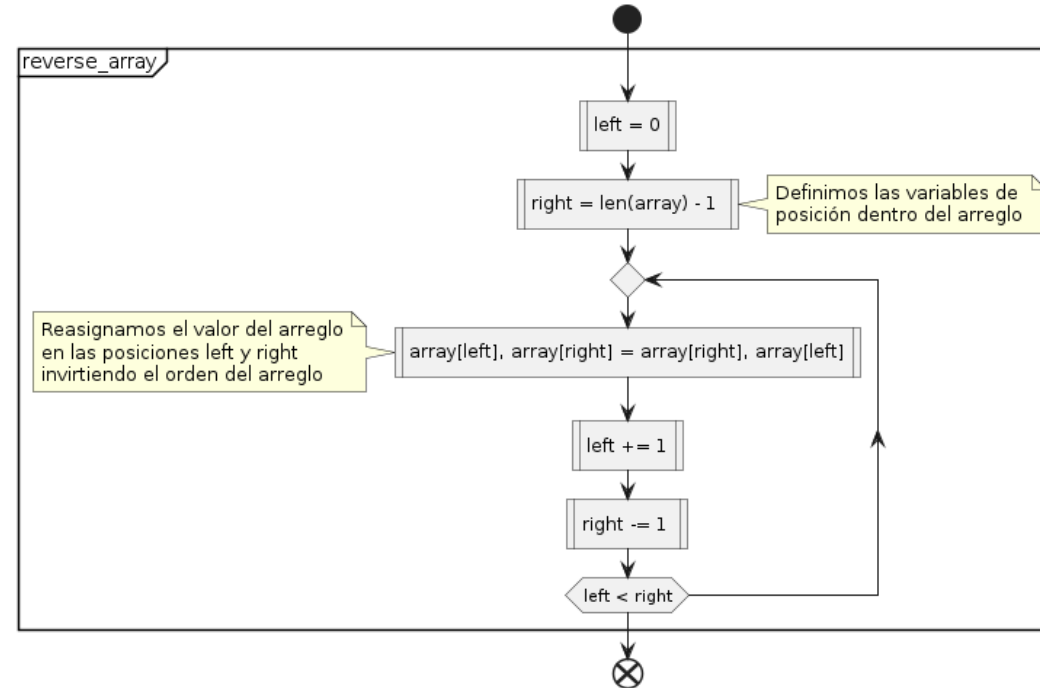 reverse_array
left = 0
right = len(array) - 1
Definimos las variables de
posición dentro del arreglo
Reasignamos el valor del arreglo
en las posiciones left y right
invirtiendo el orden del arreglo
array[left], array[right] = array[right], array[left]
left += 1
right -= 1
left < right